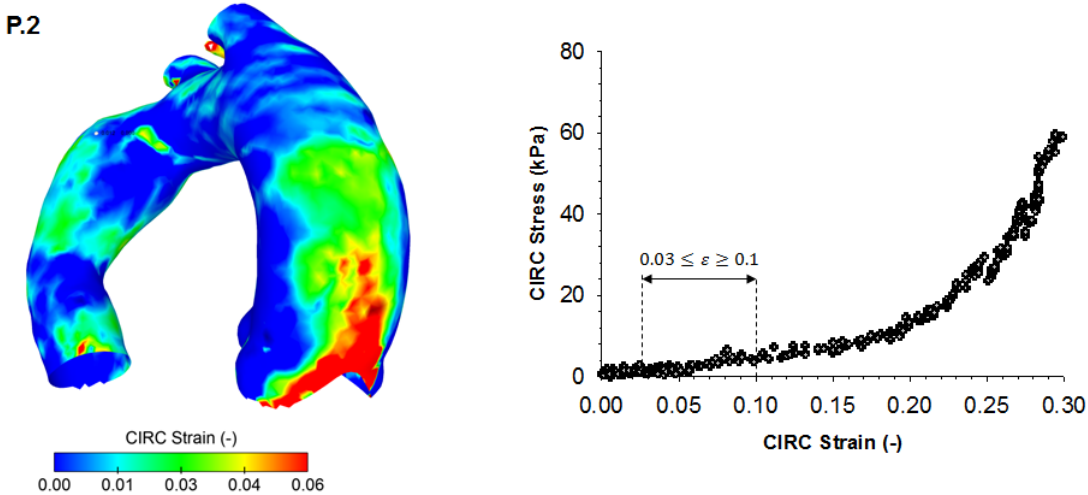 P.2
CIRC Strain (-)
0.00 0.01 0.03 0.04 0.06
CIRC Stress (kPa)
80
60
40
20
0
0.03 ≤ ε ≥ 0.1
0.00 0.05 0.10 0.15 0.20 0.25 0.30
CIRC Strain (-)